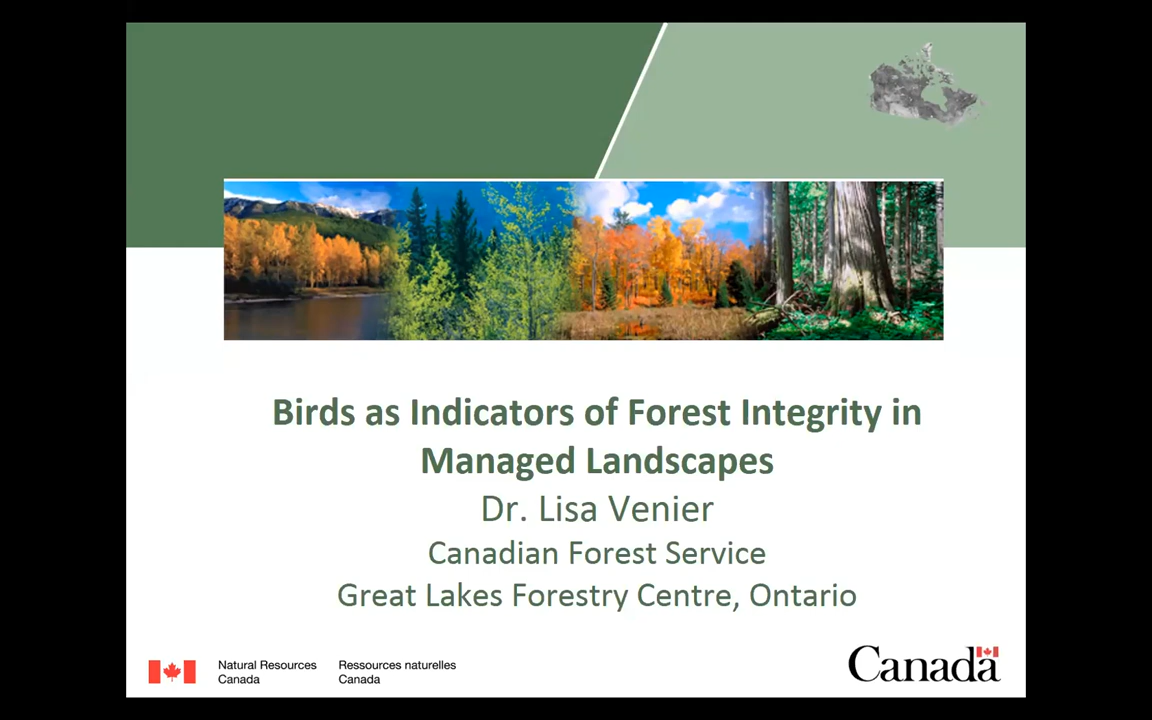 Birds as Indicators of Forest Integrity in
Managed Landscapes
Dr. Lisa Venier
Canadian Forest Service
Great Lakes Forestry Centre, Ontario
Natural Resources
Canada
Ressources naturelles
Canada
Canada